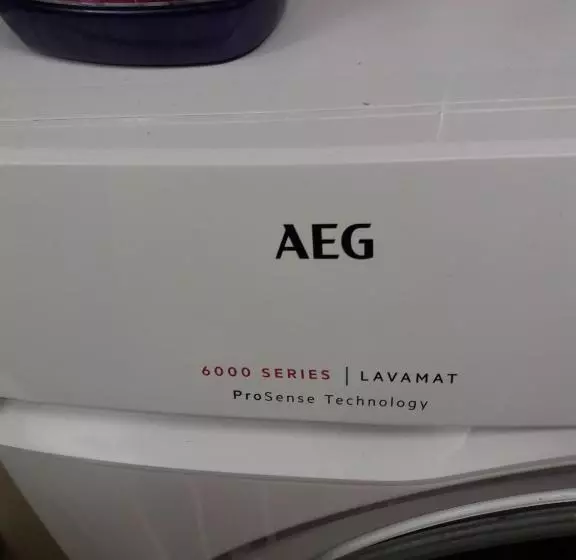 AEG
6000 SERIES | LAVAMAT
ProSense Technology